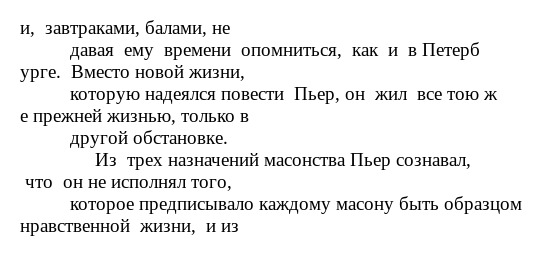 и,  завтраками, балами, не
давая  ему  времени  опомниться,  как  и  в Петерб
урге.  Вместо новой жизни,
которую надеялся повести  Пьер, он  жил  все тою ж
е прежней жизнью, только в
другой обстановке.
Из  трех назначений масонства Пьер сознавал,
что  он не исполнял того,
которое предписывало каждому масону быть образцом
нравственной  жизни,  и из